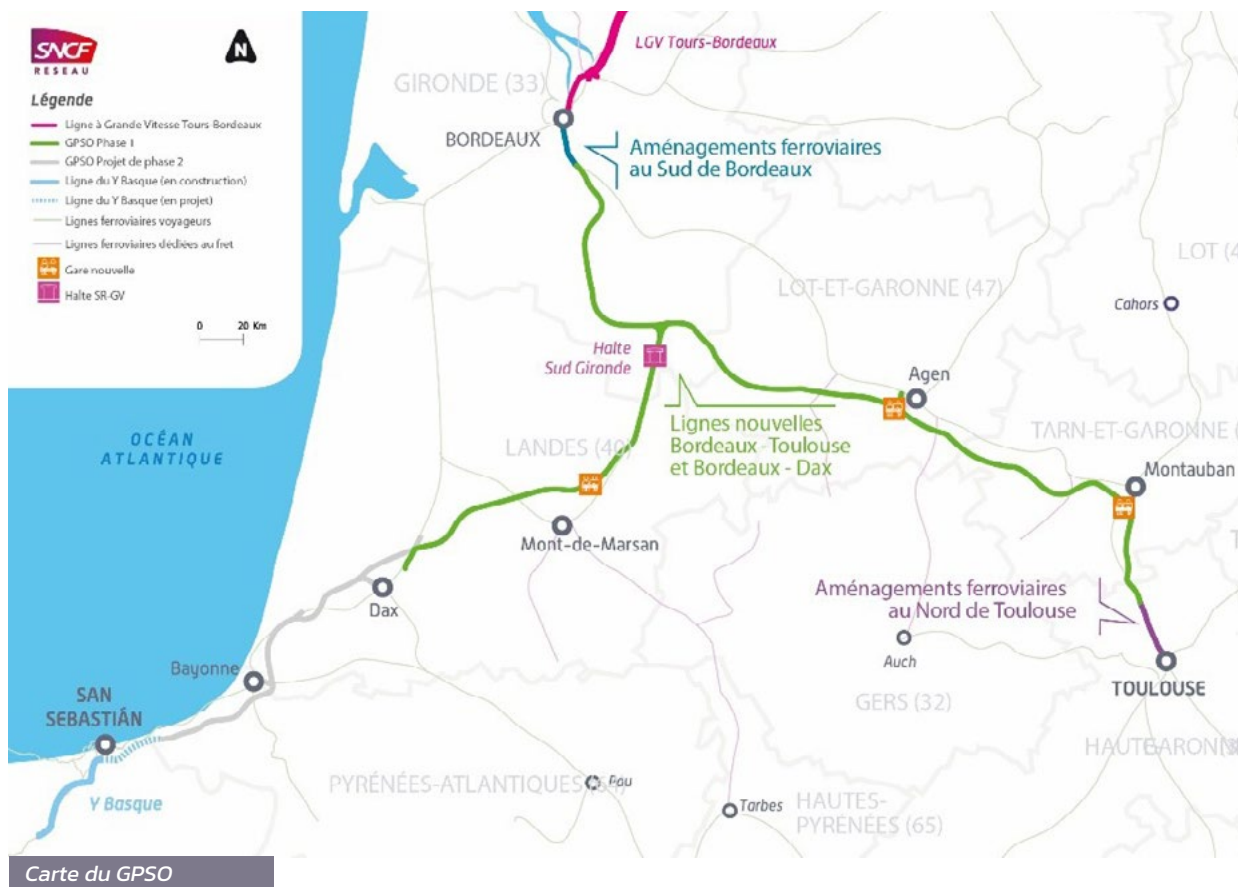 SNCF
RESEAU
N
Légende
Ligne à Grande Vitesse Tours-Bordeaux
GPSO Phase 1
GPSO Projet de phase 2
Ligne du Y Basque (en construction)
Ligne du Y Basque (en projet)
Lignes ferroviaires voyageurs
Lignes ferroviaires dédiées au fret
Gare nouvelle
Halte SR-GV
0 20 Km
LGV Tours-Bordeaux
GIRONDE (33)
BORDEAUX
Aménagements ferroviaires
au Sud de Bordeaux
LOT (4
LOT-ET-GARONNE (47)
Cahors
Halte
Sud Gironde
Agen
Lignes nouvelles
Bordeaux - Toulouse
et Bordeaux - Dax
OCÉAN
ATLANTIQUE
LANDES (40)
TARN-ET-GARONNE (
Montauban
Mont-de-Marsan
Dax
Aménagements ferroviaires
au Nord de Toulouse
Auch
Bayonne
TOULOUSE
SAN
SEBASTIÁN
GERS (32)
HAUTE-GARONNE
Y Basque
PYRÉNÉES-ATLANTIQUES (64)
Pau
Tarbes
HAUTES-
PYRÉNÉES (65)
Carte du GPSO